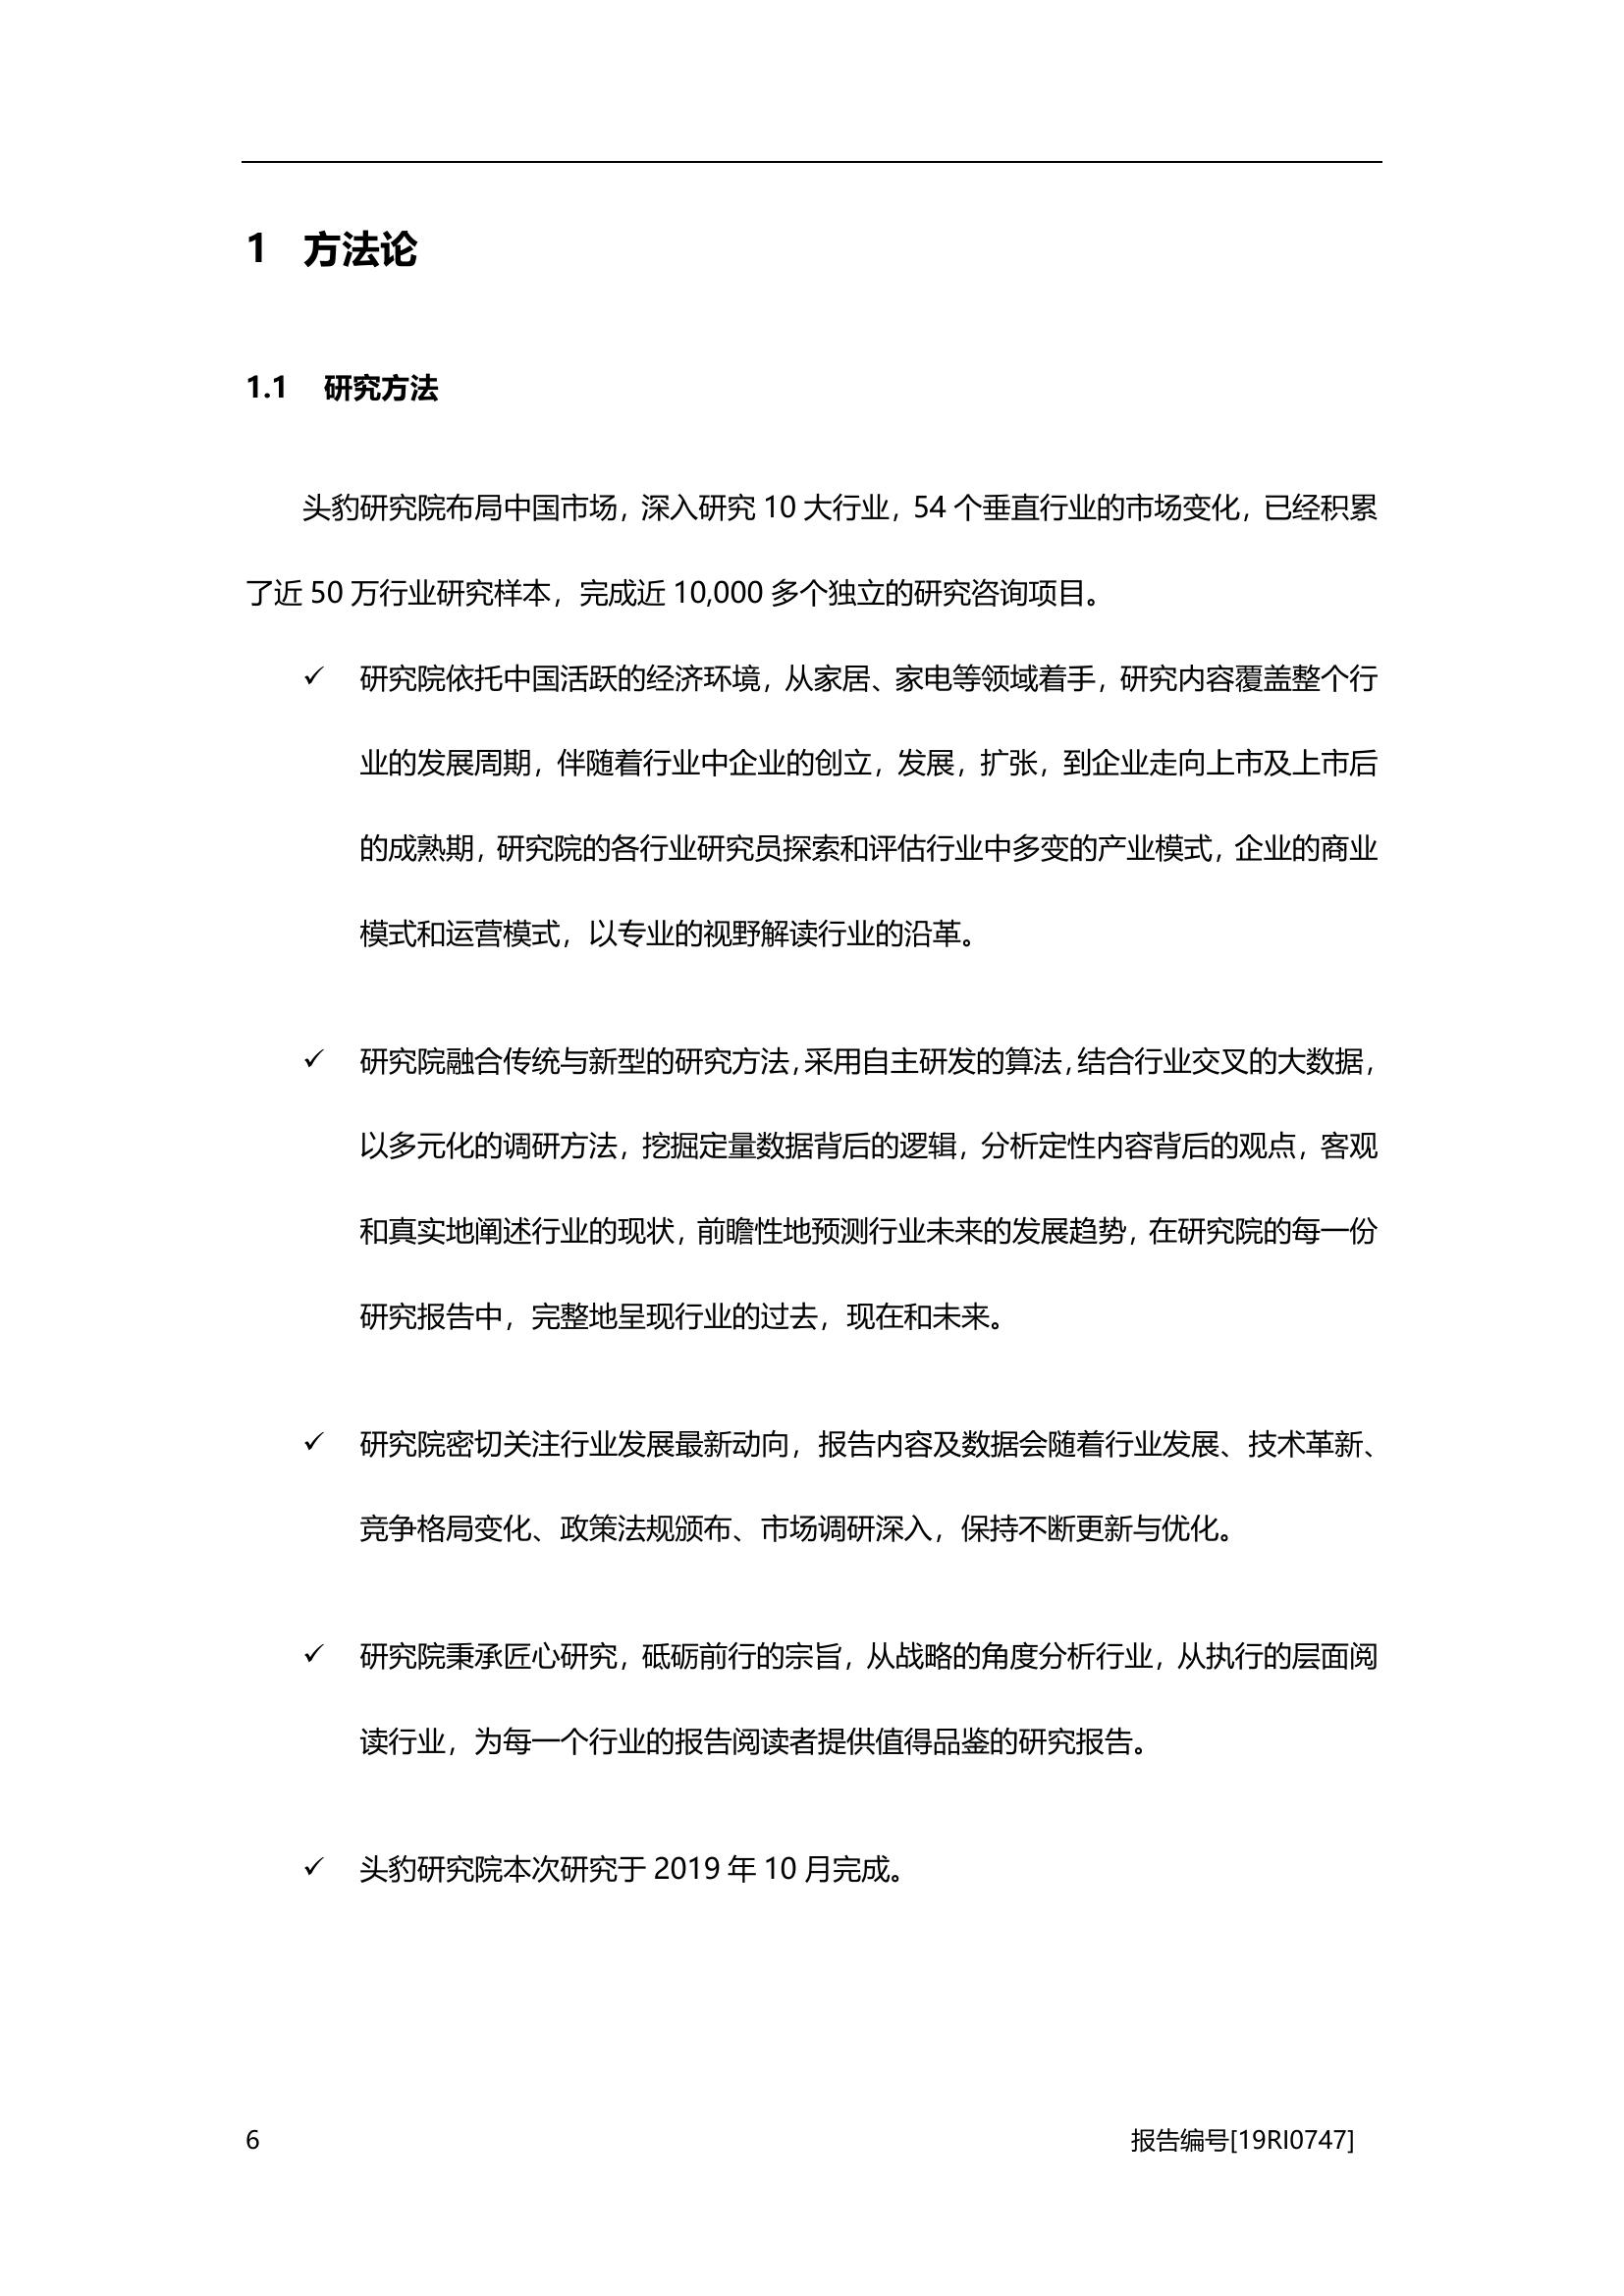 1 方法论
1.1 研究方法
头豹研究院布局中国市场，深入研究 10 大行业，54 个垂直行业的市场变化，已经积累
了近 50 万行业研究样本，完成近 10,000 多个独立的研究咨询项目。
✓ 研究院依托中国活跃的经济环境，从家居、家电等领域着手，研究内容覆盖整个行
业的发展周期，伴随着行业中企业的创立，发展，扩张，到企业走向上市及上市后
的成熟期，研究院的各行业研究员探索和评估行业中多变的产业模式，企业的商业
模式和运营模式，以专业的视野解读行业的沿革。
✓ 研究院融合传统与新型的研究方法，采用自主研发的算法，结合行业交叉的大数据，
以多元化的调研方法，挖掘定量数据背后的逻辑，分析定性内容背后的观点，客观
和真实地阐述行业的现状，前瞻性地预测行业未来的发展趋势，在研究院的每一份
研究报告中，完整地呈现行业的过去，现在和未来。
✓ 研究院密切关注行业发展最新动向，报告内容及数据会随着行业发展、技术革新、
竞争格局变化、政策法规颁布、市场调研深入，保持不断更新与优化。
✓ 研究院秉承匠心研究，砥砺前行的宗旨，从战略的角度分析行业，从执行的层面阅
读行业，为每一个行业的报告阅读者提供值得品鉴的研究报告。
✓ 头豹研究院本次研究于 2019 年 10 月完成。
6 报告编号[19RI0747]